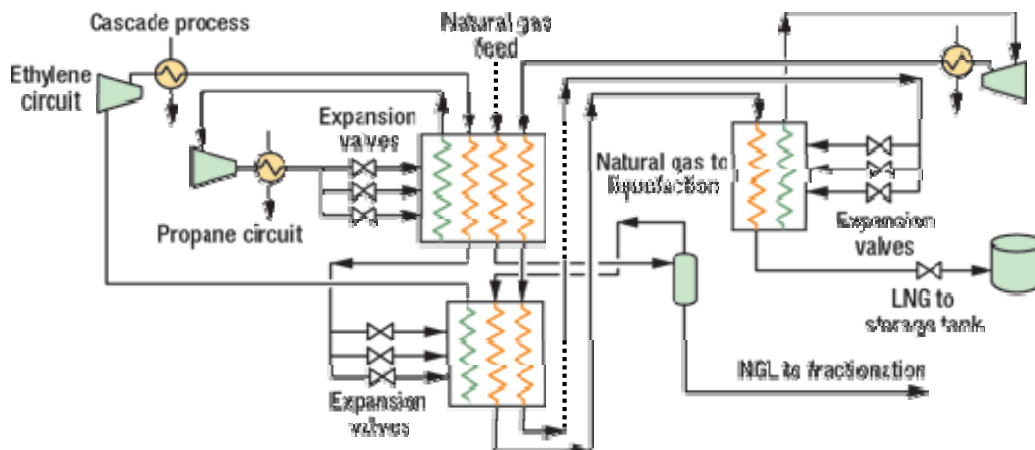 Cascade process
Natural gas
feed
Ethylene
circuit
Expansion
valves
Natural gas to
liquefaction
Propane circuit
Expansion
valves
LNG to
storage tank
NGL to fractionation
Expansion
valves